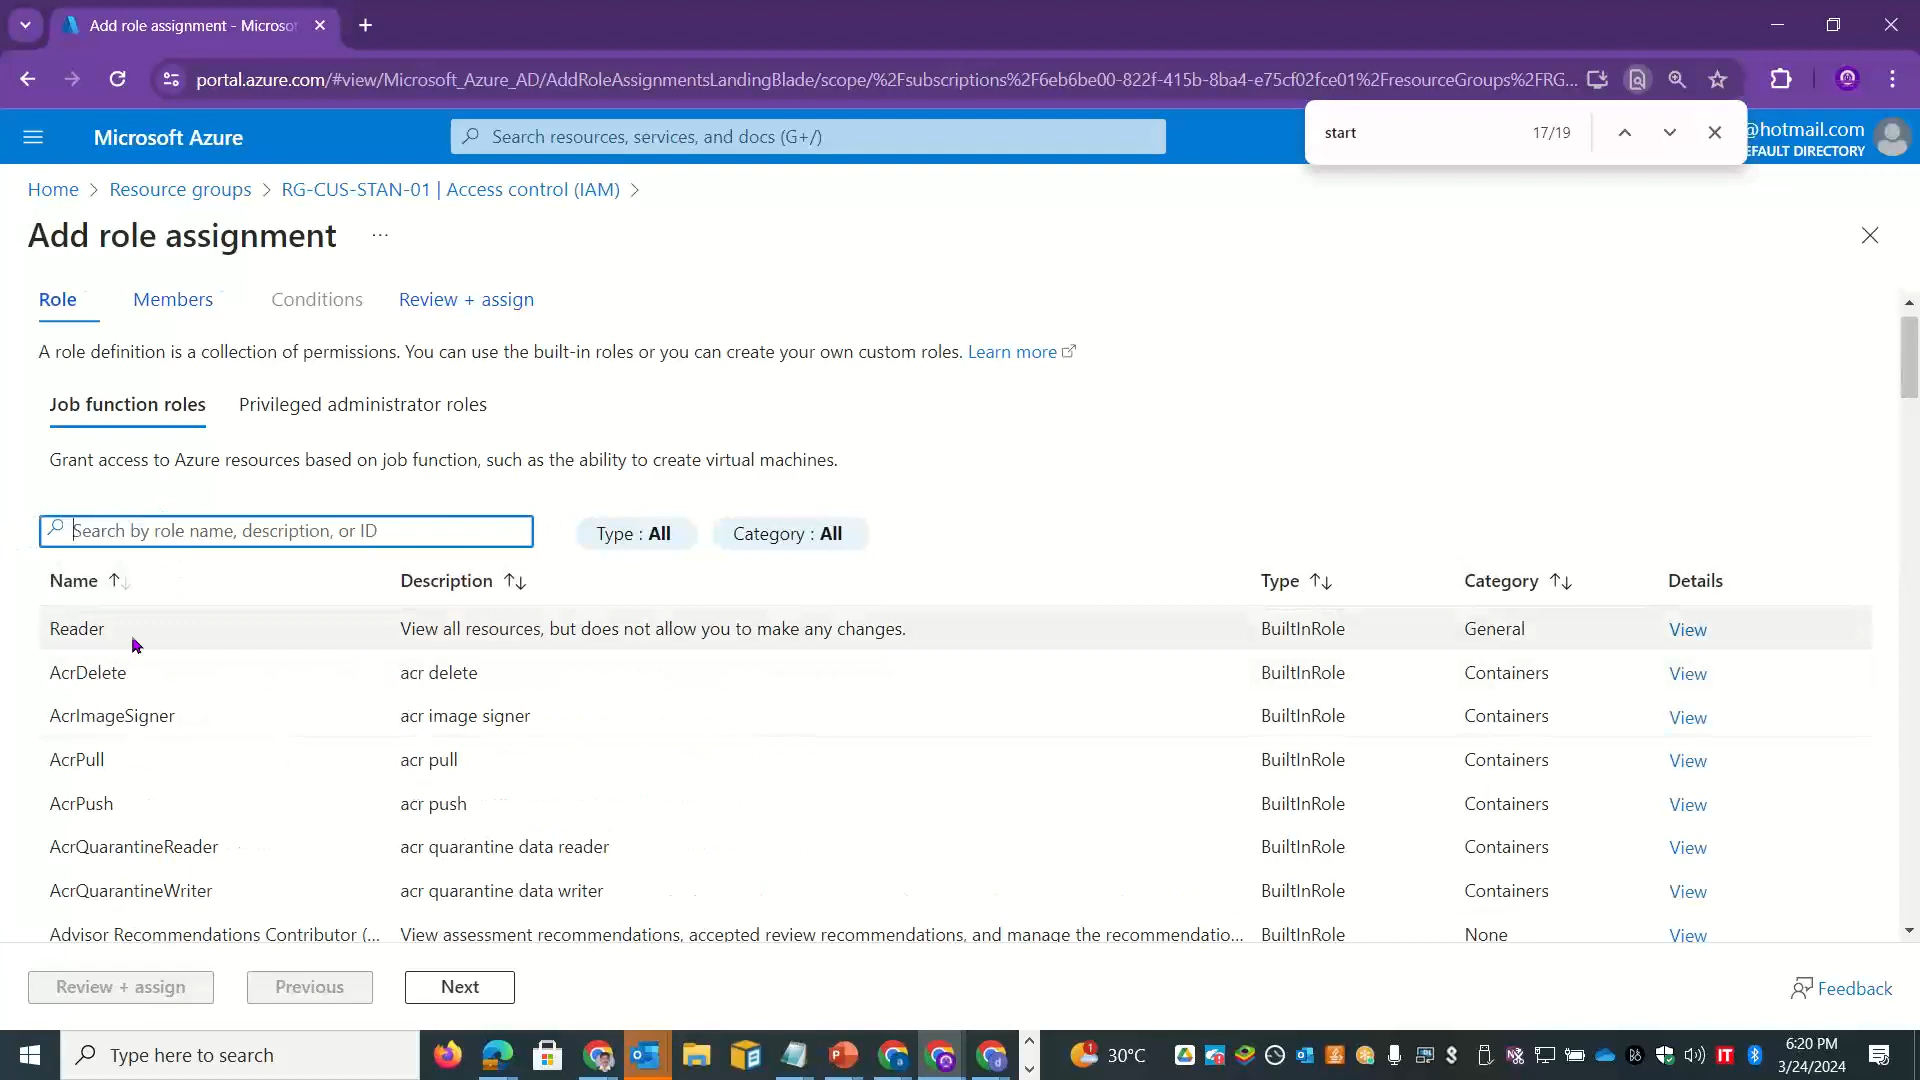 Add role assignment - Microso
portal.azure.com/#view/Microsoft_Azure_AD/AddRoleAssignmentsLandingBlade/scope/%2Fsubscriptions%2F6eb6be00-822f-415b-8ba4-e75cf02fce01%2FresourceGroups%2FRG...
Microsoft Azure
Search resources, services, and docs (G+/)
start 17/19
@hotmail.com
EFAULT DIRECTORY
Home > Resource groups > RG-CUS-STAN-01 | Access control (IAM) >
Add role assignment ...
Role Members Conditions Review + assign
A role definition is a collection of permissions. You can use the built-in roles or you can create your own custom roles. Learn more
Job function roles Privileged administrator roles
Grant access to Azure resources based on job function, such as the ability to create virtual machines.
Search by role name, description, or ID Type : All Category : All
Name Description Type Category Details
Reader View all resources, but does not allow you to make any changes. BuiltInRole General View
AcrDelete acr delete BuiltInRole Containers View
AcrImageSigner acr image signer BuiltInRole Containers View
AcrPull acr pull BuiltInRole Containers View
AcrPush acr push BuiltInRole Containers View
AcrQuarantineReader acr quarantine data reader BuiltInRole Containers View
AcrQuarantineWriter acr quarantine data writer BuiltInRole Containers View
Advisor Recommendations Contributor (... View assessment recommendations, accepted review recommendations, and manage the recommendatio... BuiltInRole None View
Review + assign Previous Next Feedback
Type here to search
30°C
IT
6:20 PM
3/24/2024